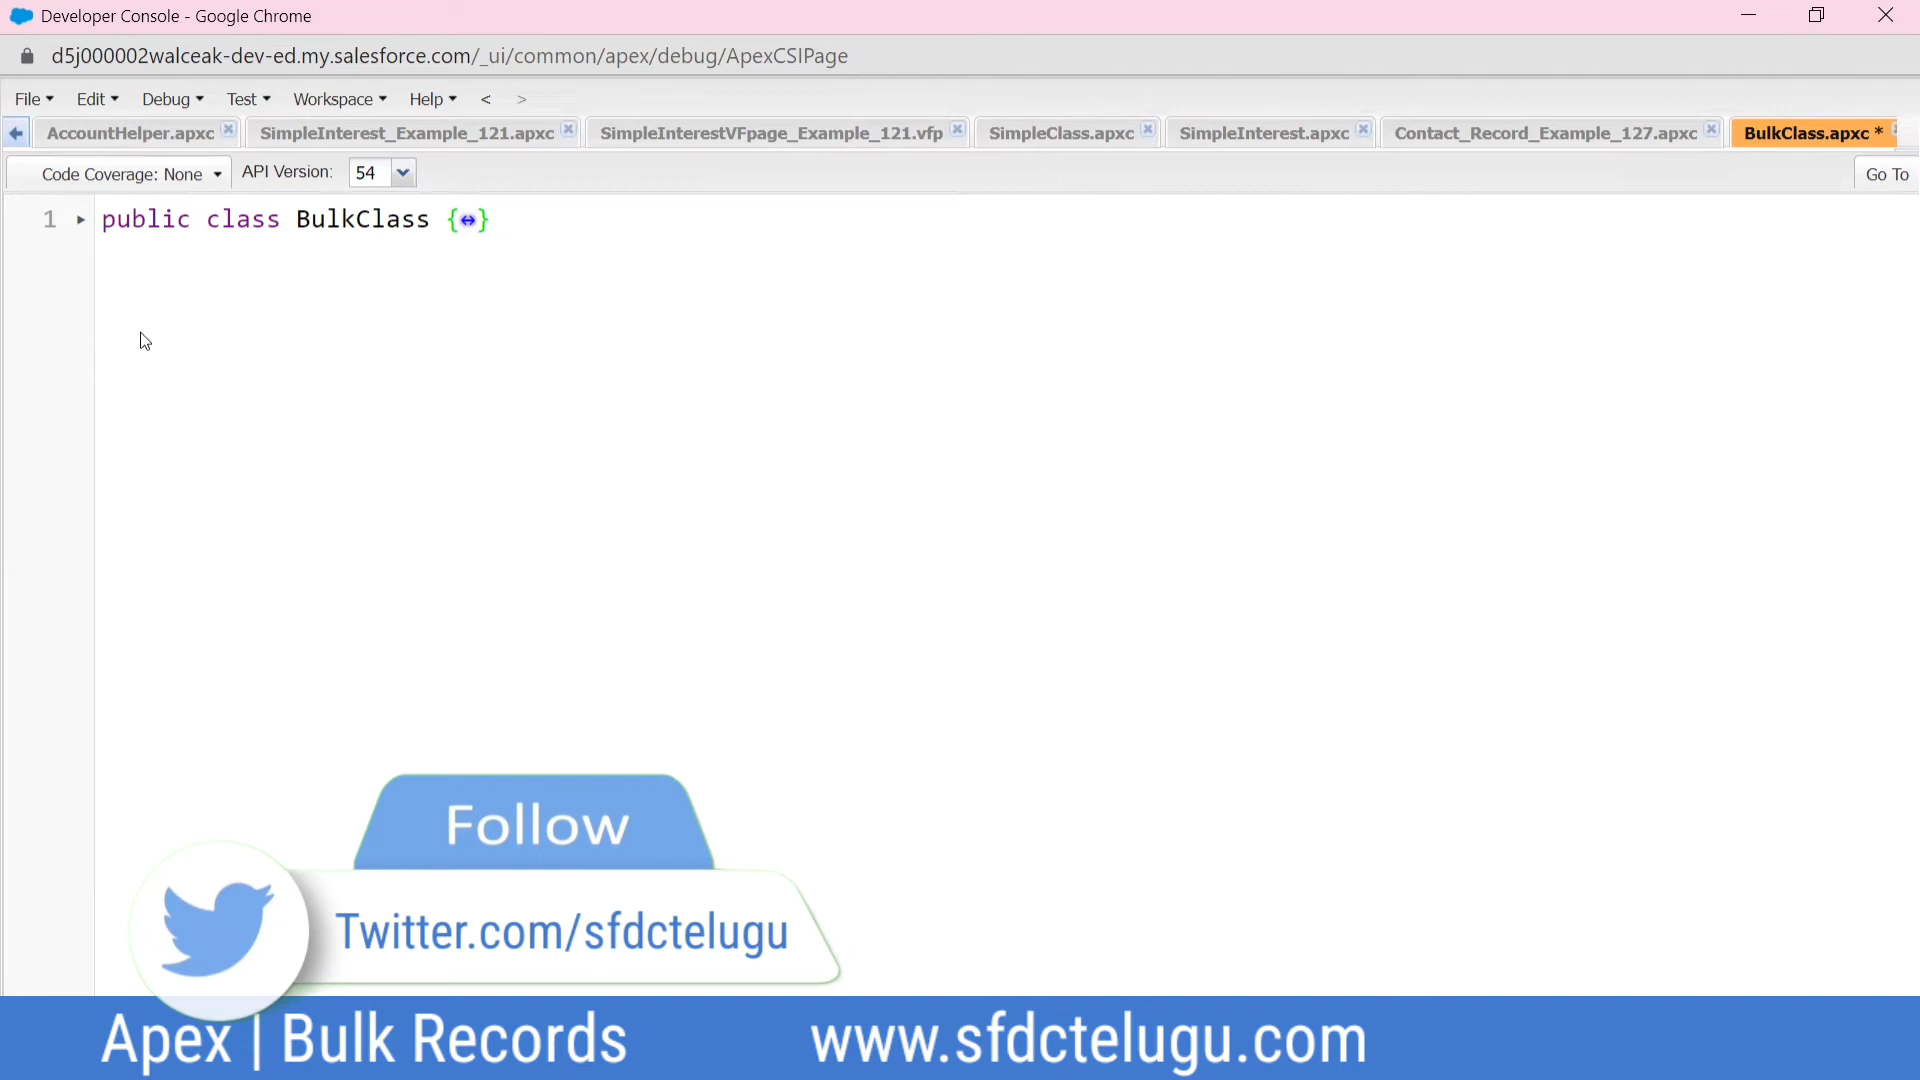 Developer Console - Google Chrome
d5j000002walceak-dev-ed.my.salesforce.com/_ui/common/apex/debug/ApexCSIPage
File Edit Debug Test Workspace Help < >
AccountHelper.apxc SimpleInterest_Example_121.apxc SimpleInterestVFpage_Example_121.vfp SimpleClass.apxc SimpleInterest.apxc Contact_Record_Example_127.apxc BulkClass.apxc *
Code Coverage: None API Version: 54 Go To
1 public class BulkClass {↔}
Follow
Twitter.com/sfdctelugu
Apex | Bulk Records www.sfdctelugu.com